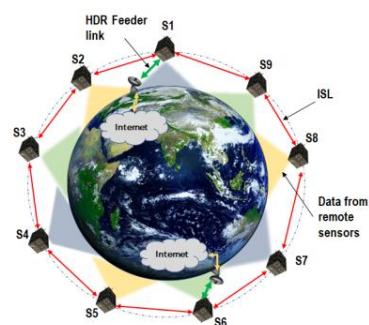 HDR Feeder
link
S1
S2
S9
ISL
S3
Internet
S8
Data from
remote
sensors
S4
Internet
S7
S5
S6